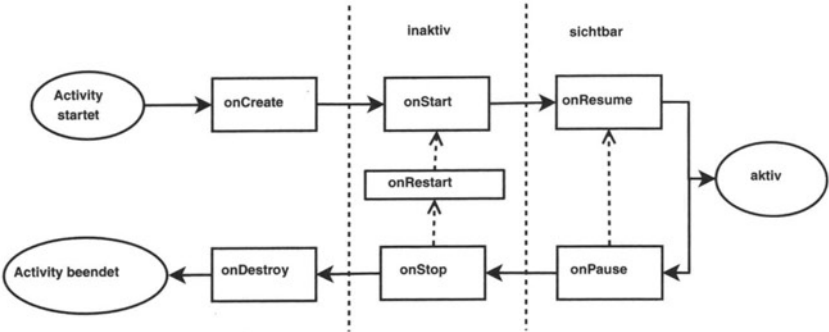 inaktiv
sichtbar
Activity
startet
onCreate
onStart
onResume
onRestart
aktiv
Activity beendet
onDestroy
onStop
onPause